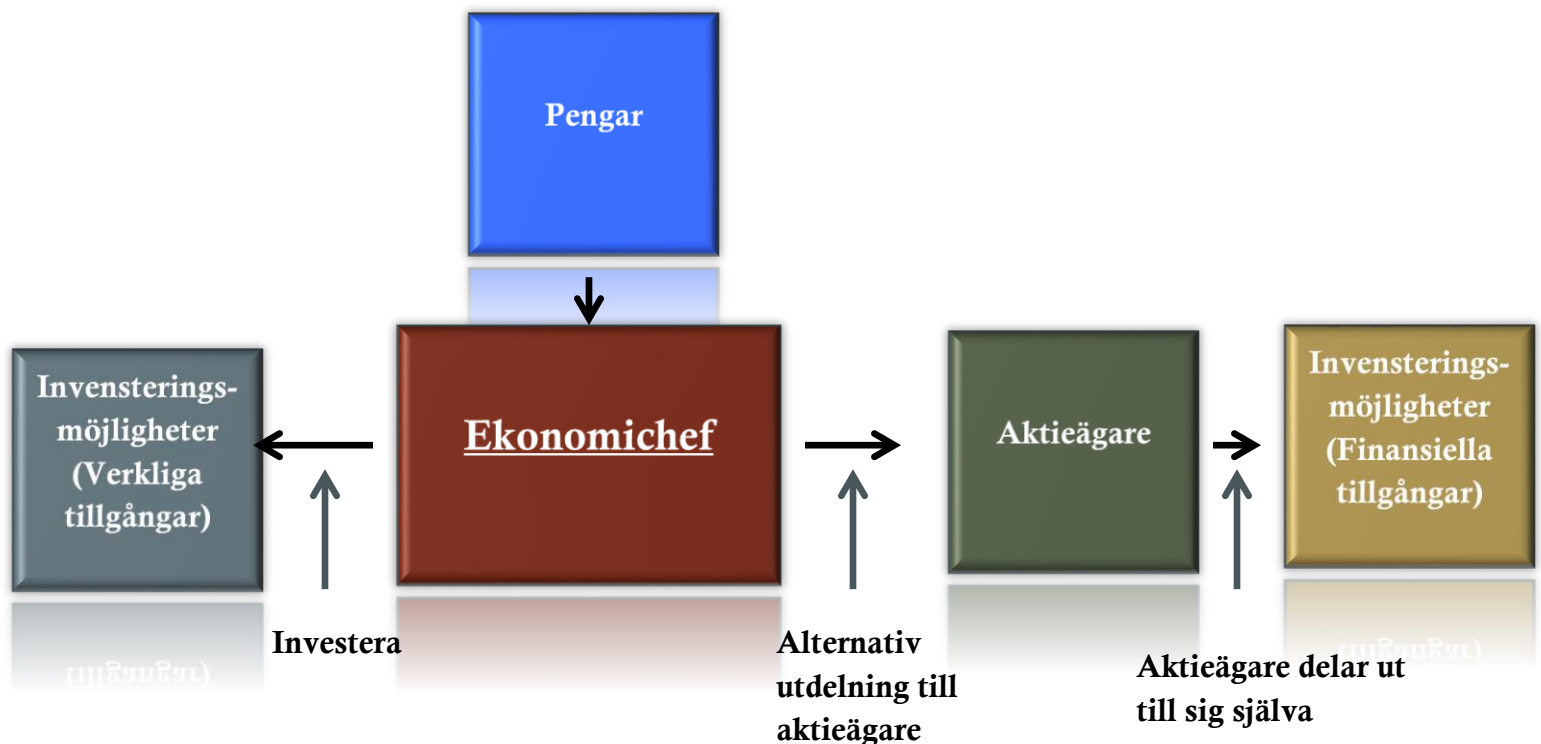 Pengar
Invensterings-
möjligheter
(Verkliga
tillgångar)
Ekonomichef
Aktieägare
Invensterings-
möjligheter
(Finansiella
tillgångar)
Investera
Alternativ
utdelning till
aktieägare
Aktieägare delar ut
till sig själva